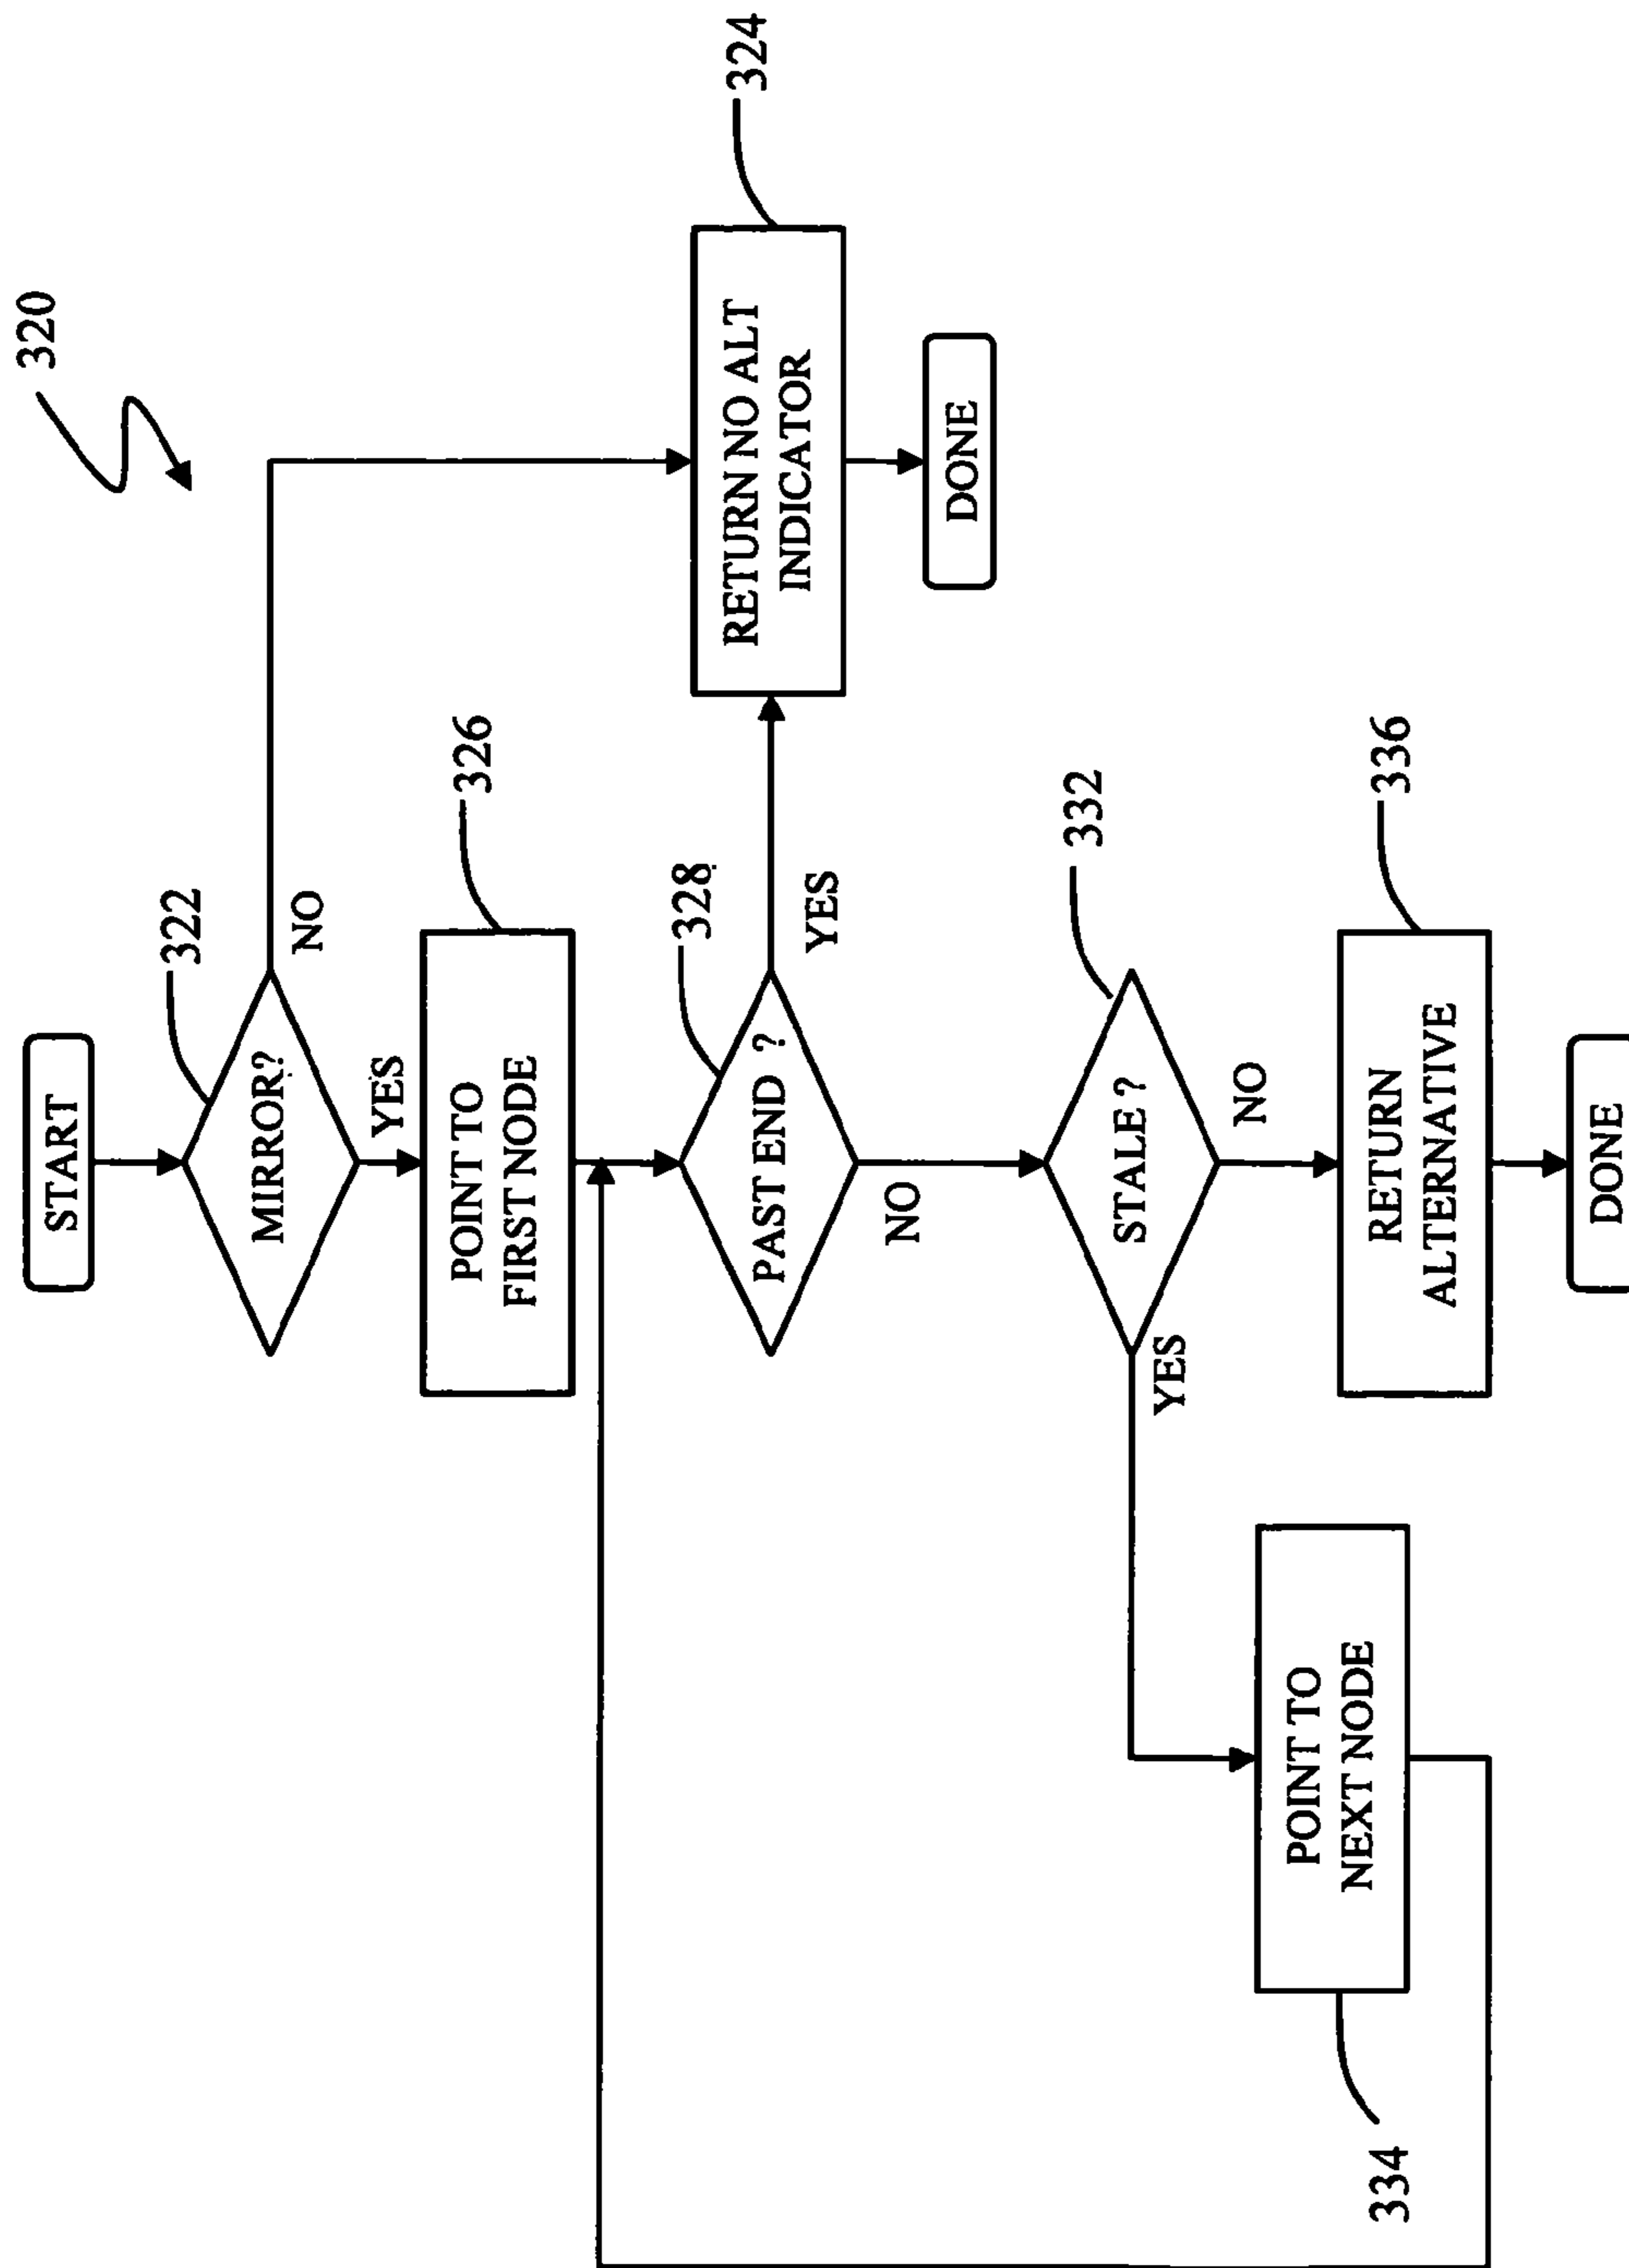 320
START
322
MIRROR?
NO
YES
POINT TO
FIRST NODE
326
328
PAST END ?
YES
RETURN NO ALT
INDICATOR
324
DONE
NO
332
STALE ?
YES
NO
POINT TO
NEXT NODE
334
RETURN
ALTERNATIVE
336
DONE